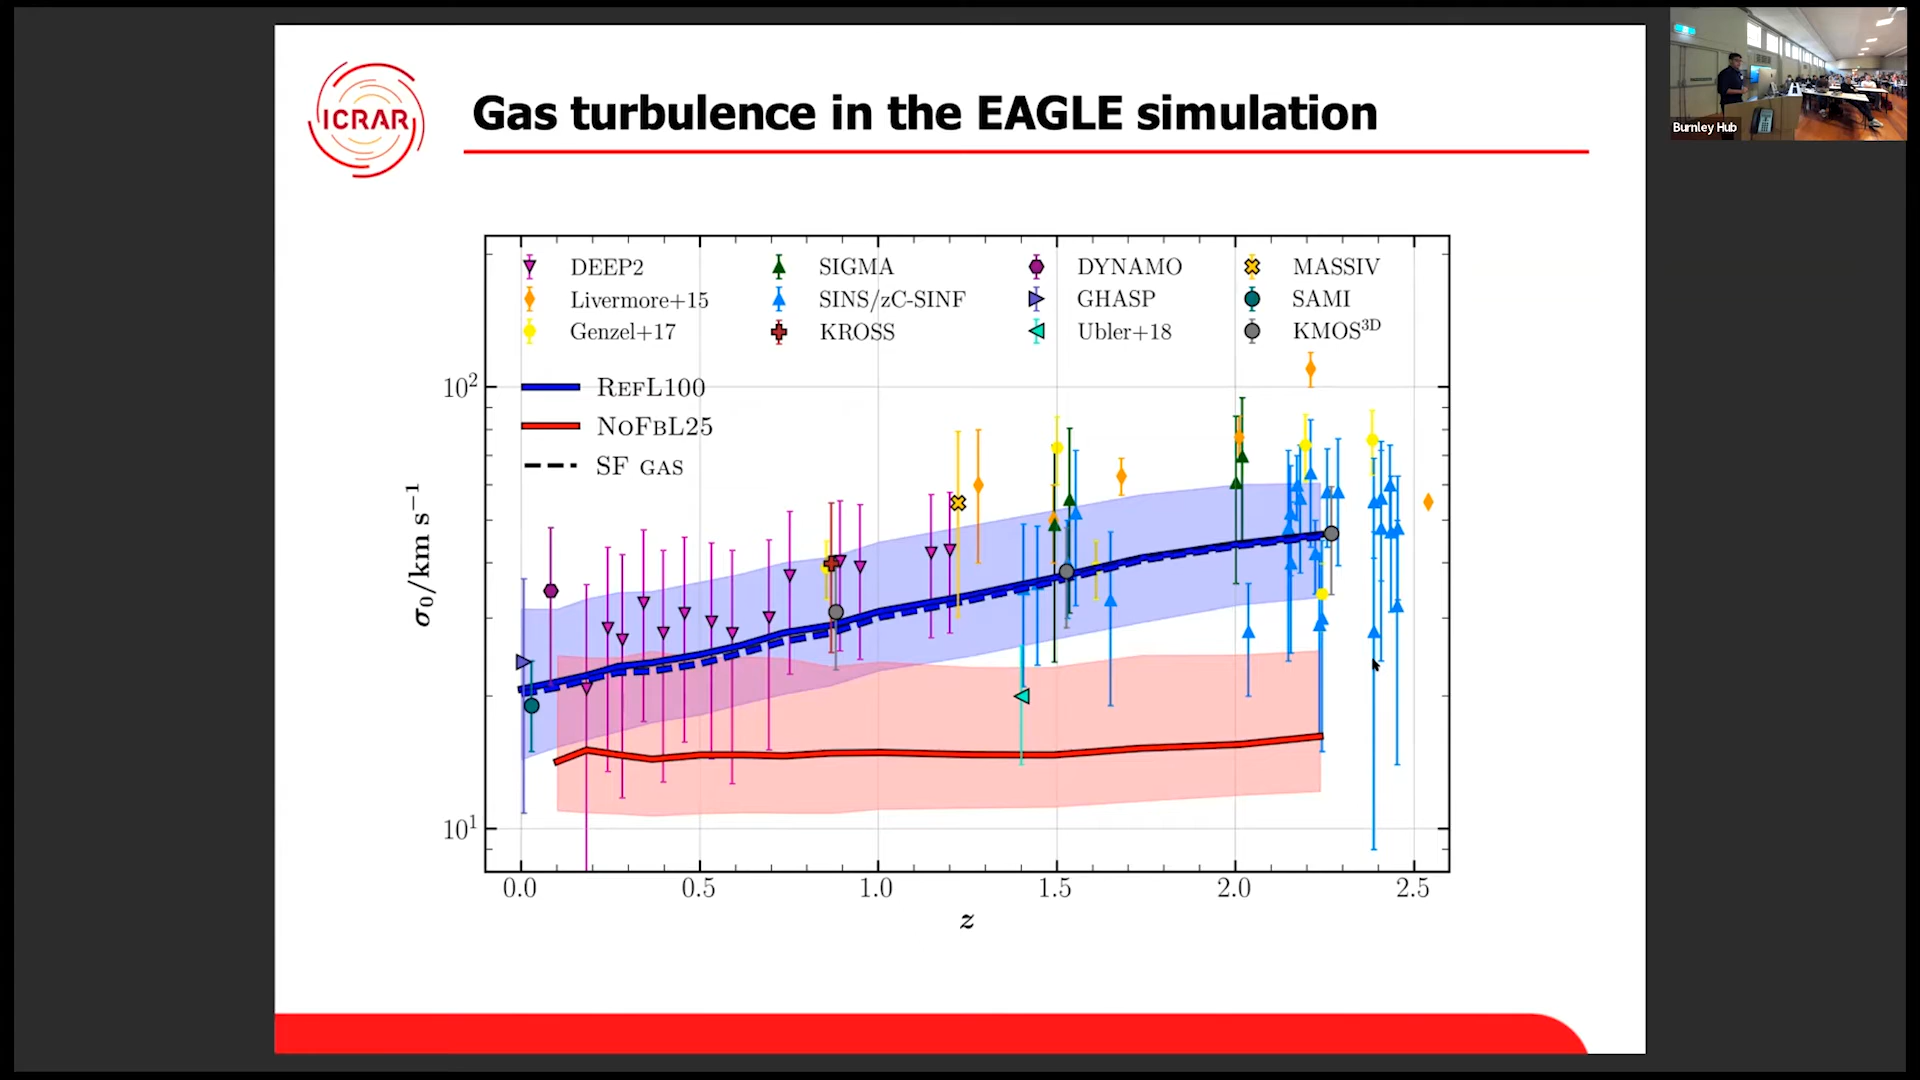 Burnley Hub
ICRAR
Gas turbulence in the EAGLE simulation
DEEP2 SIGMA DYNAMO MASSIV
Livermore+15 SINS/zC-SINF GHASP SAMI
Genzel+17 KROSS Ubler+18 KMOS³ᴰ
10² RefL100
NoFbL25
SF gas
σ₀/km s⁻¹
10¹
0.0 0.5 1.0 1.5 2.0 2.5
z